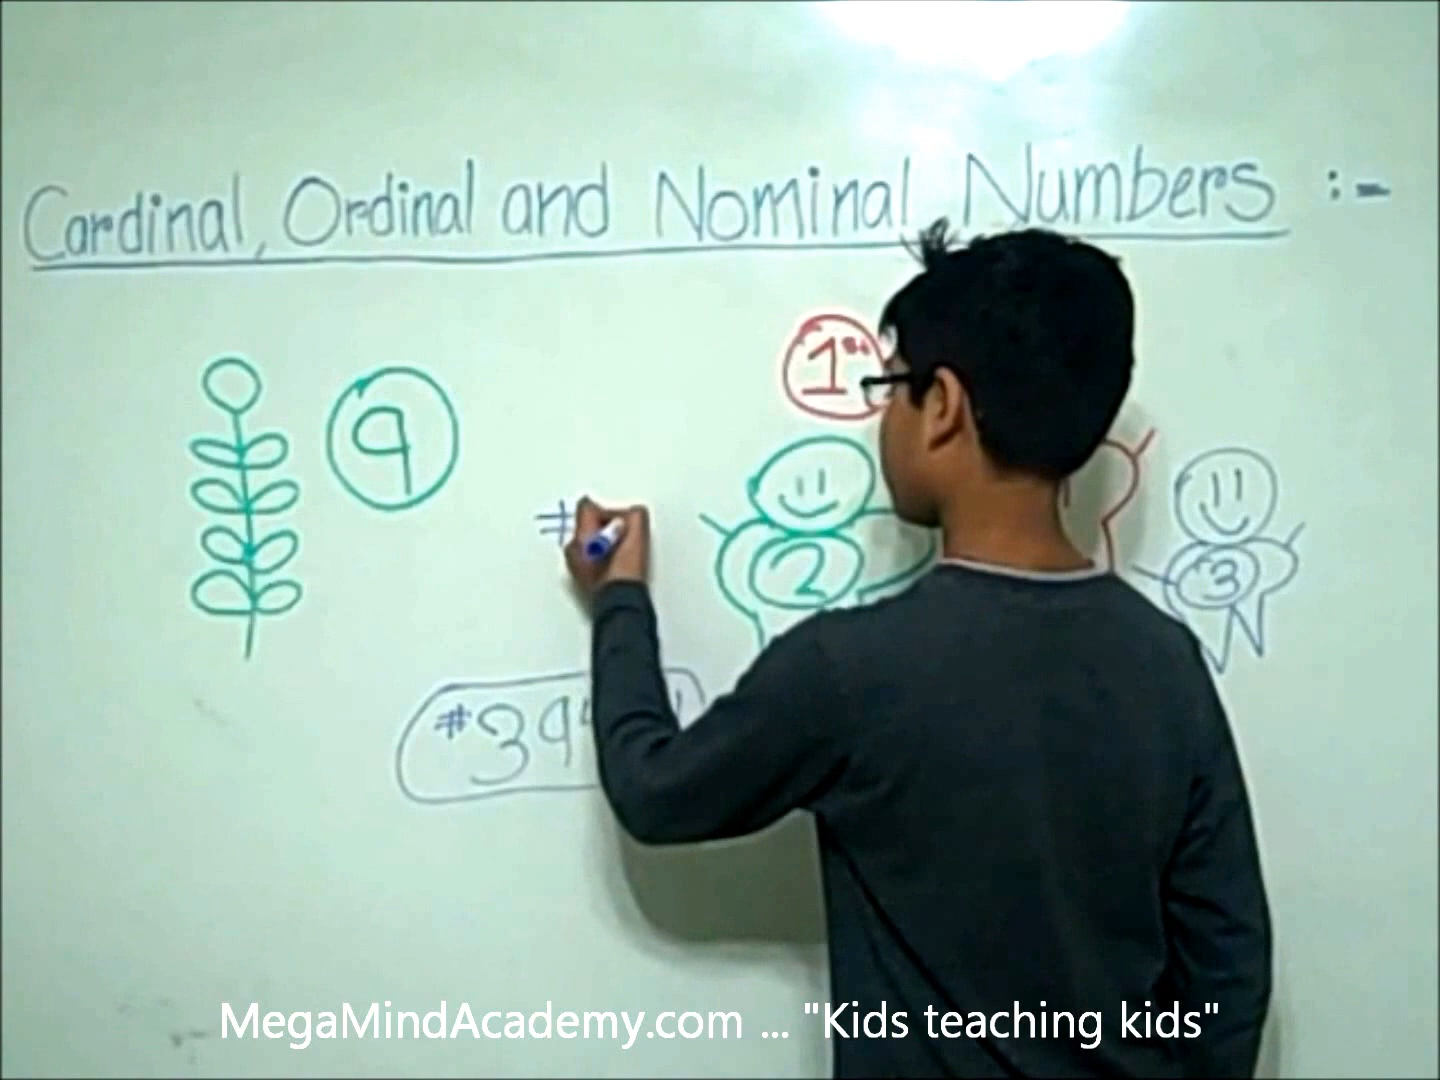 Cardinal, Ordinal and Nominal Numbers :-
1st
9
#
2
3
#39
MegaMindAcademy.com ... "Kids teaching kids"